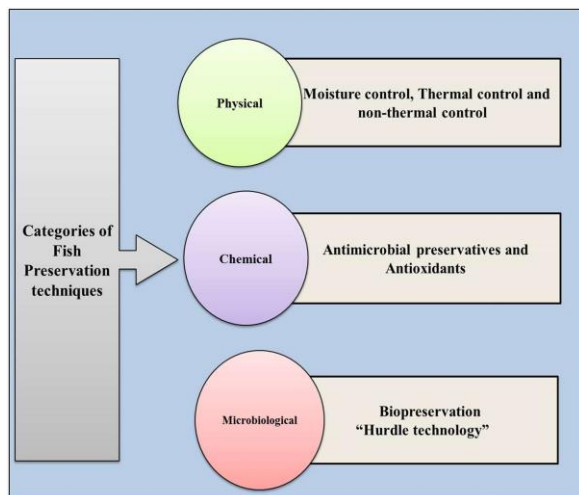 Categories of
Fish
Preservation
techniques
Physical
Moisture control, Thermal control and
non-thermal control
Chemical
Antimicrobial preservatives and
Antioxidants
Microbiological
Biopreservation
“Hurdle technology”